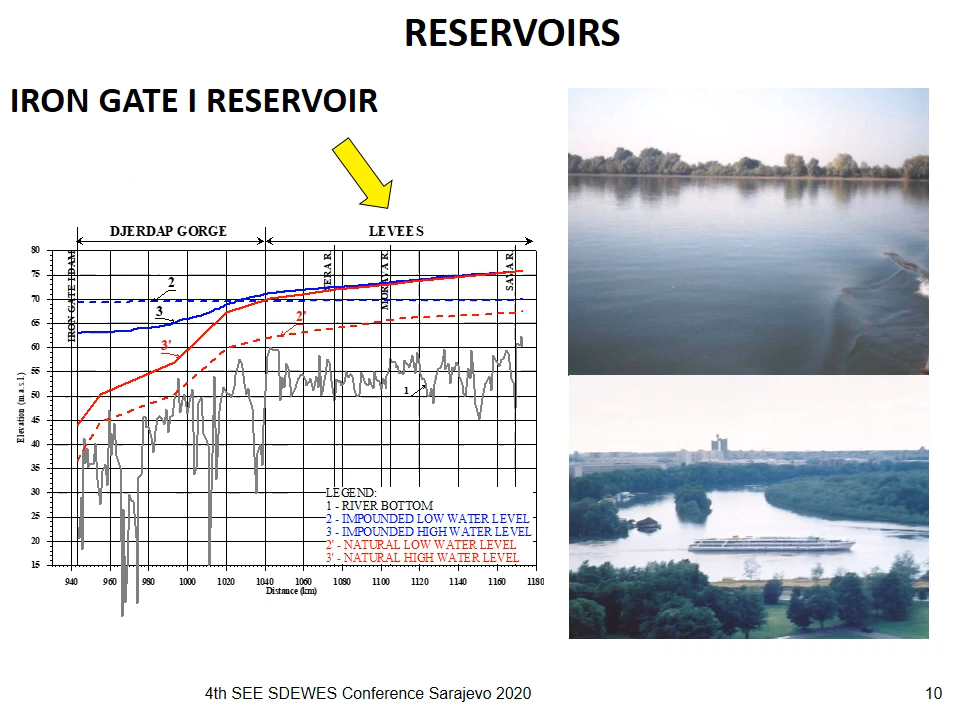 RESERVOIRS
IRON GATE I RESERVOIR
DJERDAP GORGE
LEVEES
80
75
70
65
60
55
50
45
40
35
30
25
20
15
Elevation (m.a.s.l.)
IRON GATE I DAM
MORAVA R.
SAVA R.
2
3
3'
2'
1
LEGEND:
1 - RIVER BOTTOM
2 - IMPOUNDED LOW WATER LEVEL
3 - IMPOUNDED HIGH WATER LEVEL
2' - NATURAL LOW WATER LEVEL
3' - NATURAL HIGH WATER LEVEL
940 960 980 1000 1020 1040 1060 1080 1100 1120 1140 1160 1180
Distance (km)
4th SEE SDEWES Conference Sarajevo 2020
10